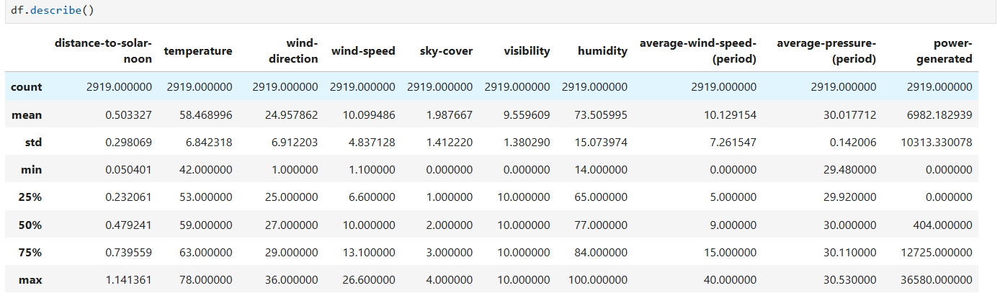 df.describe()
distance-to-solar-noon temperature wind-direction wind-speed sky-cover visibility humidity average-wind-speed-(period) average-pressure-(period) power-generated
count 2919.000000 2919.000000 2919.000000 2919.000000 2919.000000 2919.000000 2919.000000 2919.000000 2919.000000 2919.000000
mean 0.503327 58.468996 24.957862 10.099486 1.987667 9.559609 73.505995 10.129154 30.017712 6982.182939
std 0.298069 6.842318 6.912203 4.837128 1.412220 1.380290 15.073974 7.261547 0.142006 10313.330078
min 0.050401 42.000000 1.000000 1.100000 0.000000 0.000000 14.000000 0.000000 29.480000 0.000000
25% 0.232061 53.000000 25.000000 6.600000 1.000000 10.000000 65.000000 5.000000 29.920000 0.000000
50% 0.479241 59.000000 27.000000 10.000000 2.000000 10.000000 77.000000 9.000000 30.000000 404.000000
75% 0.739559 63.000000 29.000000 13.100000 3.000000 10.000000 84.000000 15.000000 30.110000 12725.000000
max 1.141361 78.000000 36.000000 26.600000 4.000000 10.000000 100.000000 40.000000 30.530000 36580.000000